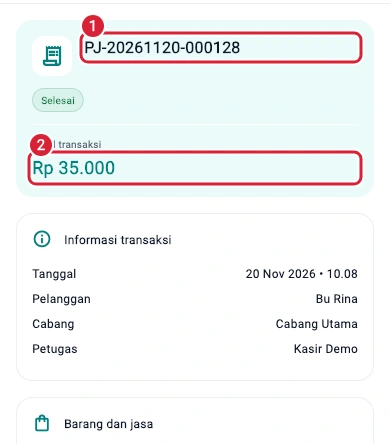 1
PJ-20261120-000128
Selesai
2
l transaksi
Rp 35.000
Informasi transaksi
Tanggal 20 Nov 2026 • 10.08
Pelanggan Bu Rina
Cabang Cabang Utama
Petugas Kasir Demo
Barang dan jasa